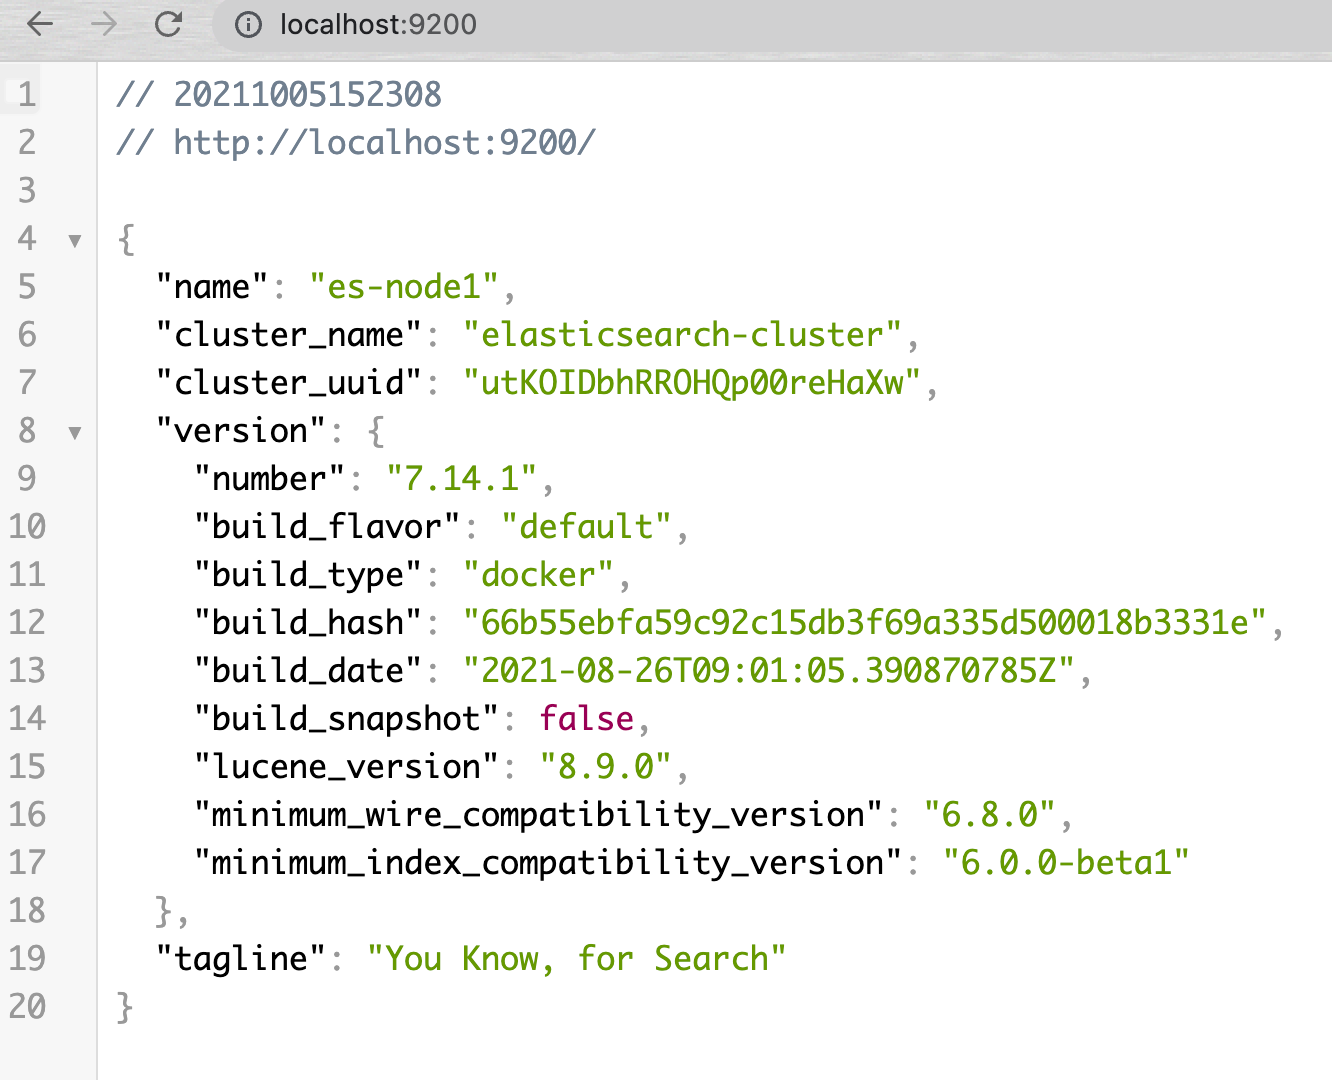 localhost:9200
1 // 20211005152308
2 // http://localhost:9200/
3
4 {
5 "name": "es-node1",
6 "cluster_name": "elasticsearch-cluster",
7 "cluster_uuid": "utKOIDbhRROHQp00reHaXw",
8 "version": {
9 "number": "7.14.1",
10 "build_flavor": "default",
11 "build_type": "docker",
12 "build_hash": "66b55ebfa59c92c15db3f69a335d500018b3331e",
13 "build_date": "2021-08-26T09:01:05.390870785Z",
14 "build_snapshot": false,
15 "lucene_version": "8.9.0",
16 "minimum_wire_compatibility_version": "6.8.0",
17 "minimum_index_compatibility_version": "6.0.0-beta1"
18 },
19 "tagline": "You Know, for Search"
20 }